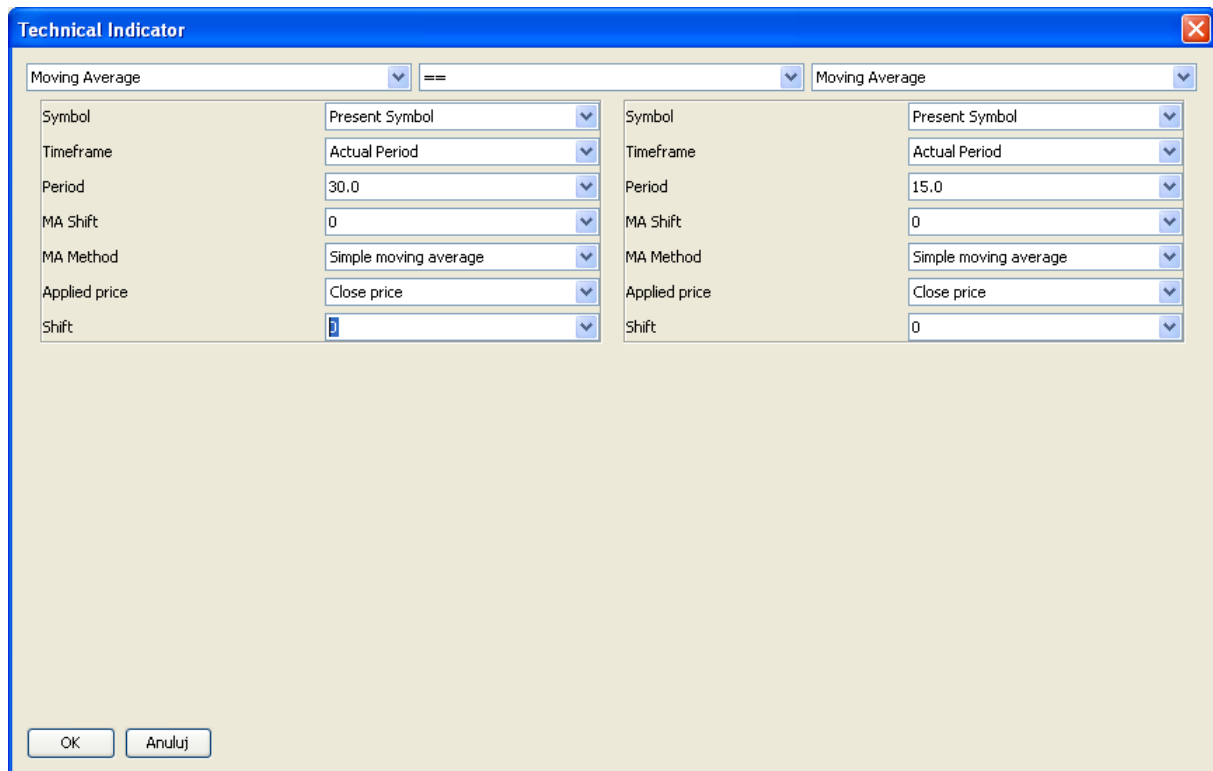 Technical Indicator
Moving Average == Moving Average
Symbol Present Symbol Symbol Present Symbol
Timeframe Actual Period Timeframe Actual Period
Period 30.0 Period 15.0
MA Shift 0 MA Shift 0
MA Method Simple moving average MA Method Simple moving average
Applied price Close price Applied price Close price
Shift 0 Shift 0
OK Anuluj